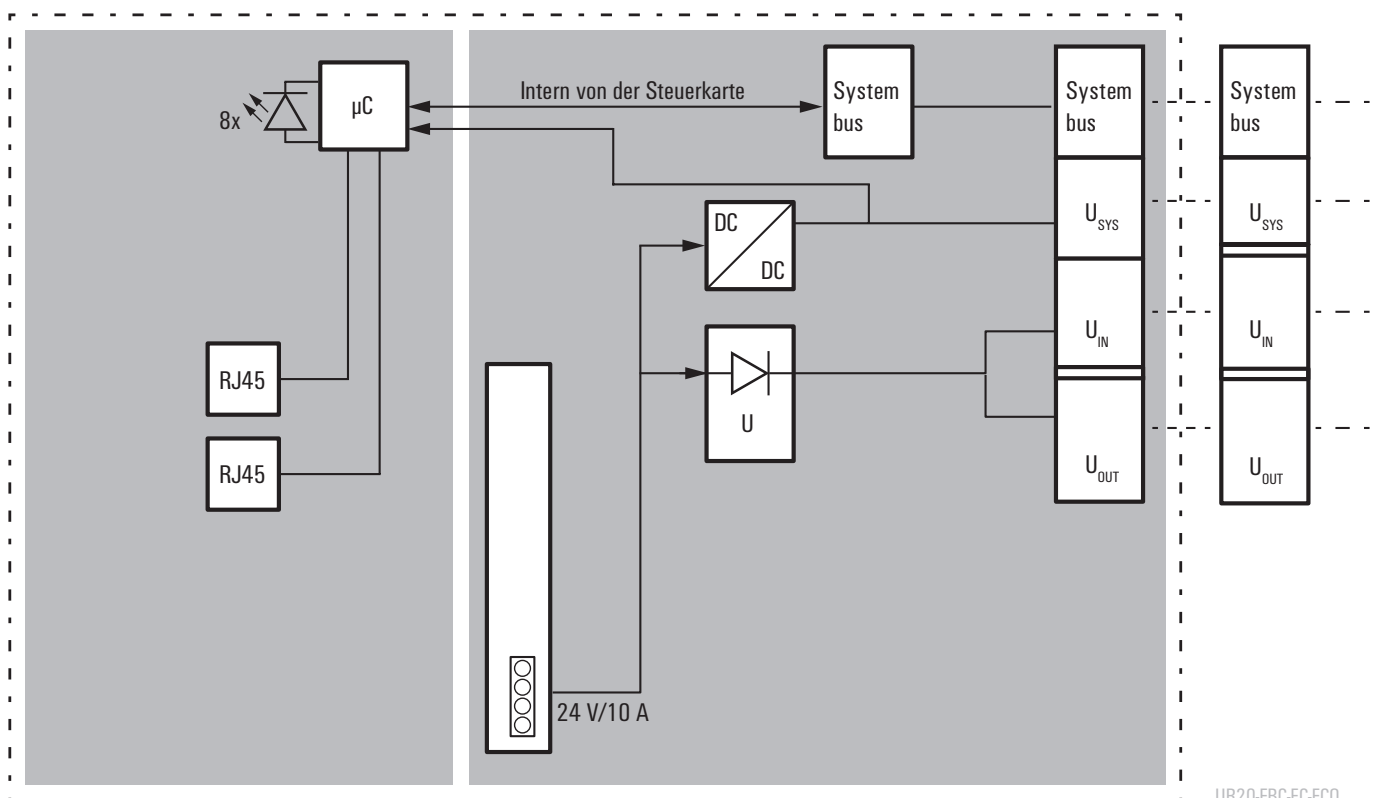 8x
µC
Intern von der Steuerkarte
System
bus
System
bus
System
bus
DC
DC
U_SYS
U_SYS
U_IN
U_IN
RJ45
RJ45
U
U_OUT
U_OUT
24 V/10 A